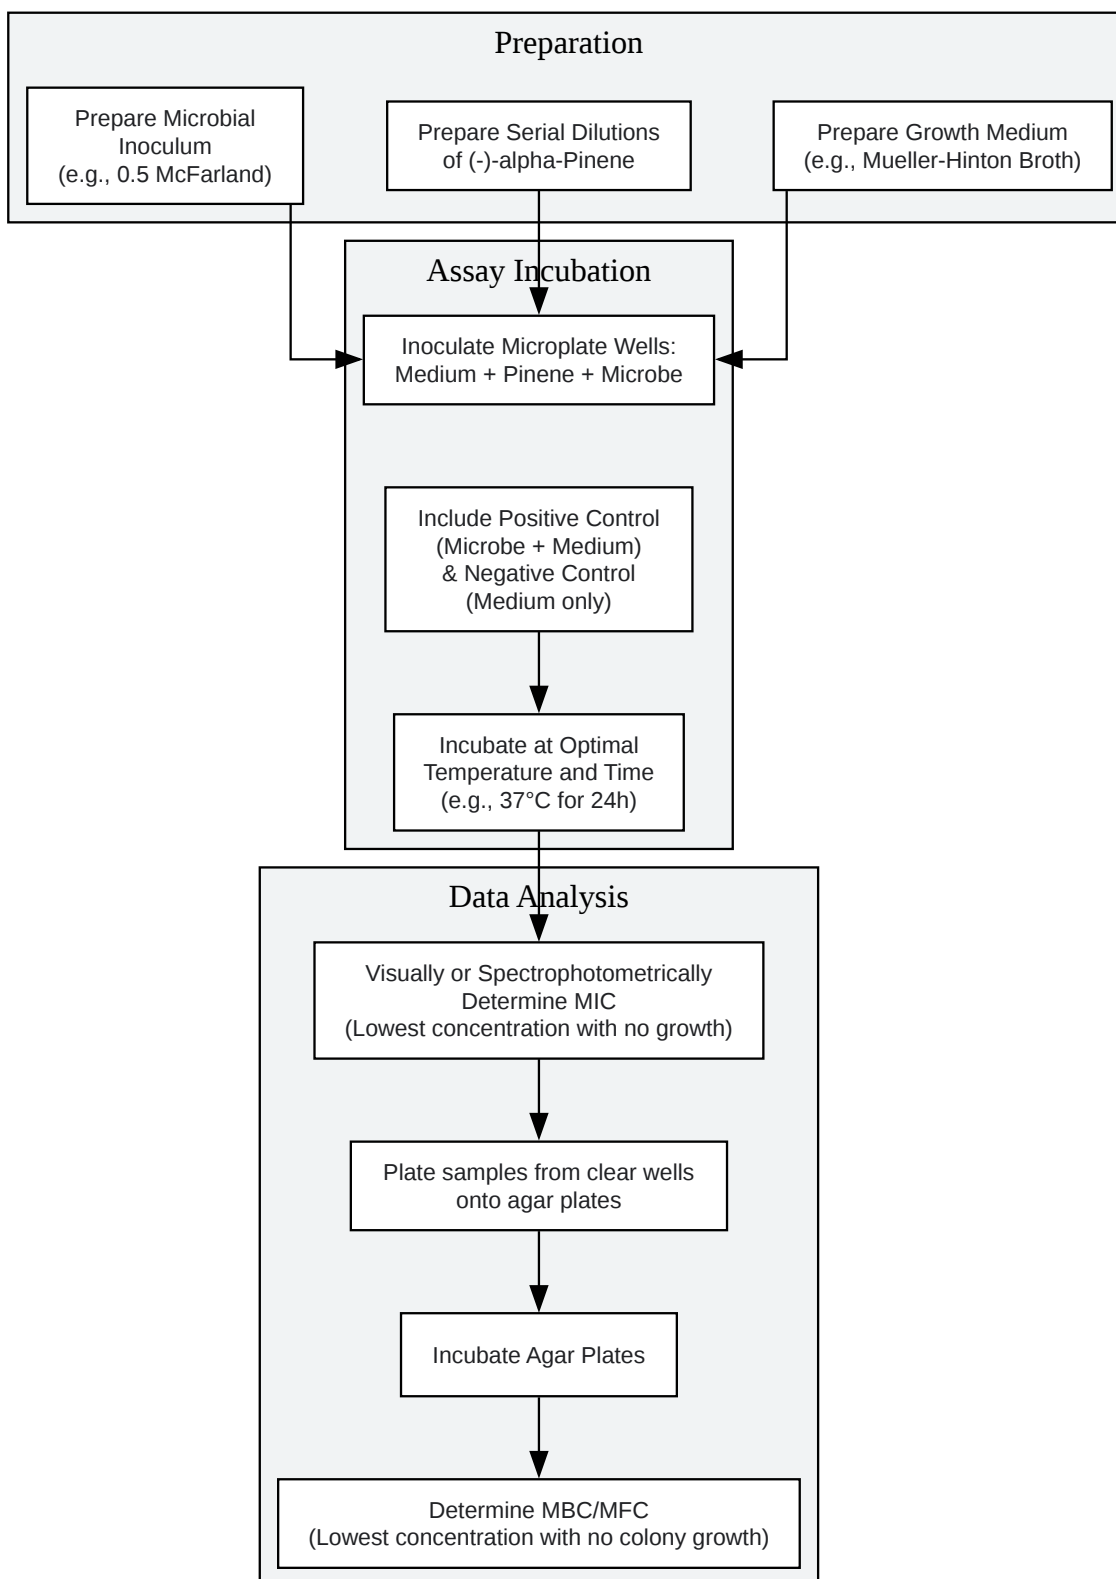 Preparation
Prepare Microbial
Inoculum
(e.g., 0.5 McFarland)
Prepare Serial Dilutions
of (-)-alpha-Pinene
Prepare Growth Medium
(e.g., Mueller-Hinton Broth)
Assay Incubation
Inoculate Microplate Wells:
Medium + Pinene + Microbe
Include Positive Control
(Microbe + Medium)
& Negative Control
(Medium only)
Incubate at Optimal
Temperature and Time
(e.g., 37°C for 24h)
Data Analysis
Visually or Spectrophotometrically
Determine MIC
(Lowest concentration with no growth)
Plate samples from clear wells
onto agar plates
Incubate Agar Plates
Determine MBC/MFC
(Lowest concentration with no colony growth)